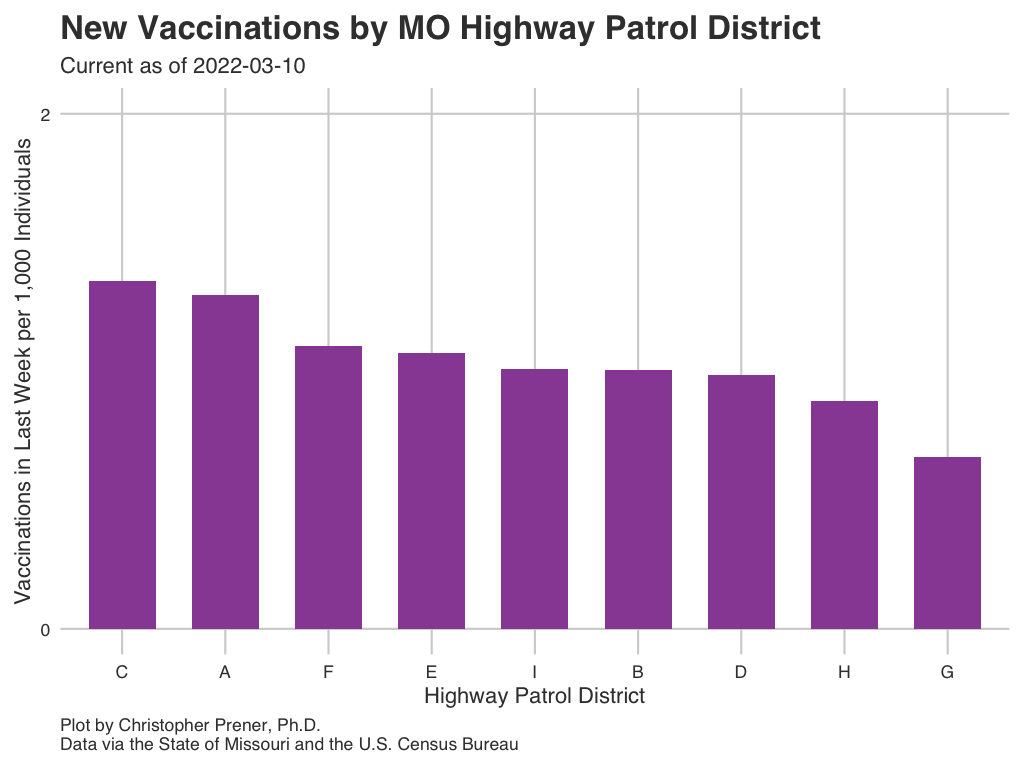 New Vaccinations by MO Highway Patrol District
Current as of 2022-03-10
Vaccinations in Last Week per 1,000 Individuals
2
0
C A F E I B D H G
Highway Patrol District
Plot by Christopher Prener, Ph.D.
Data via the State of Missouri and the U.S. Census Bureau